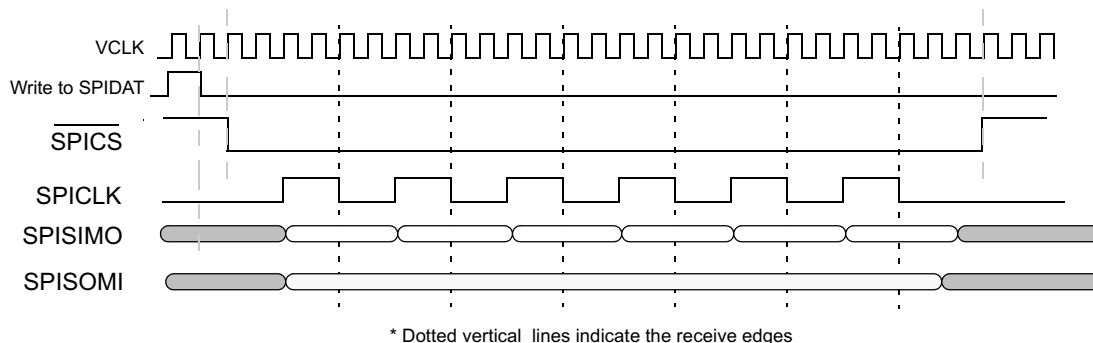 VCLK
Write to SPIDAT
SPICS
SPICLK
SPISIMO
SPISOMI
* Dotted vertical lines indicate the receive edges